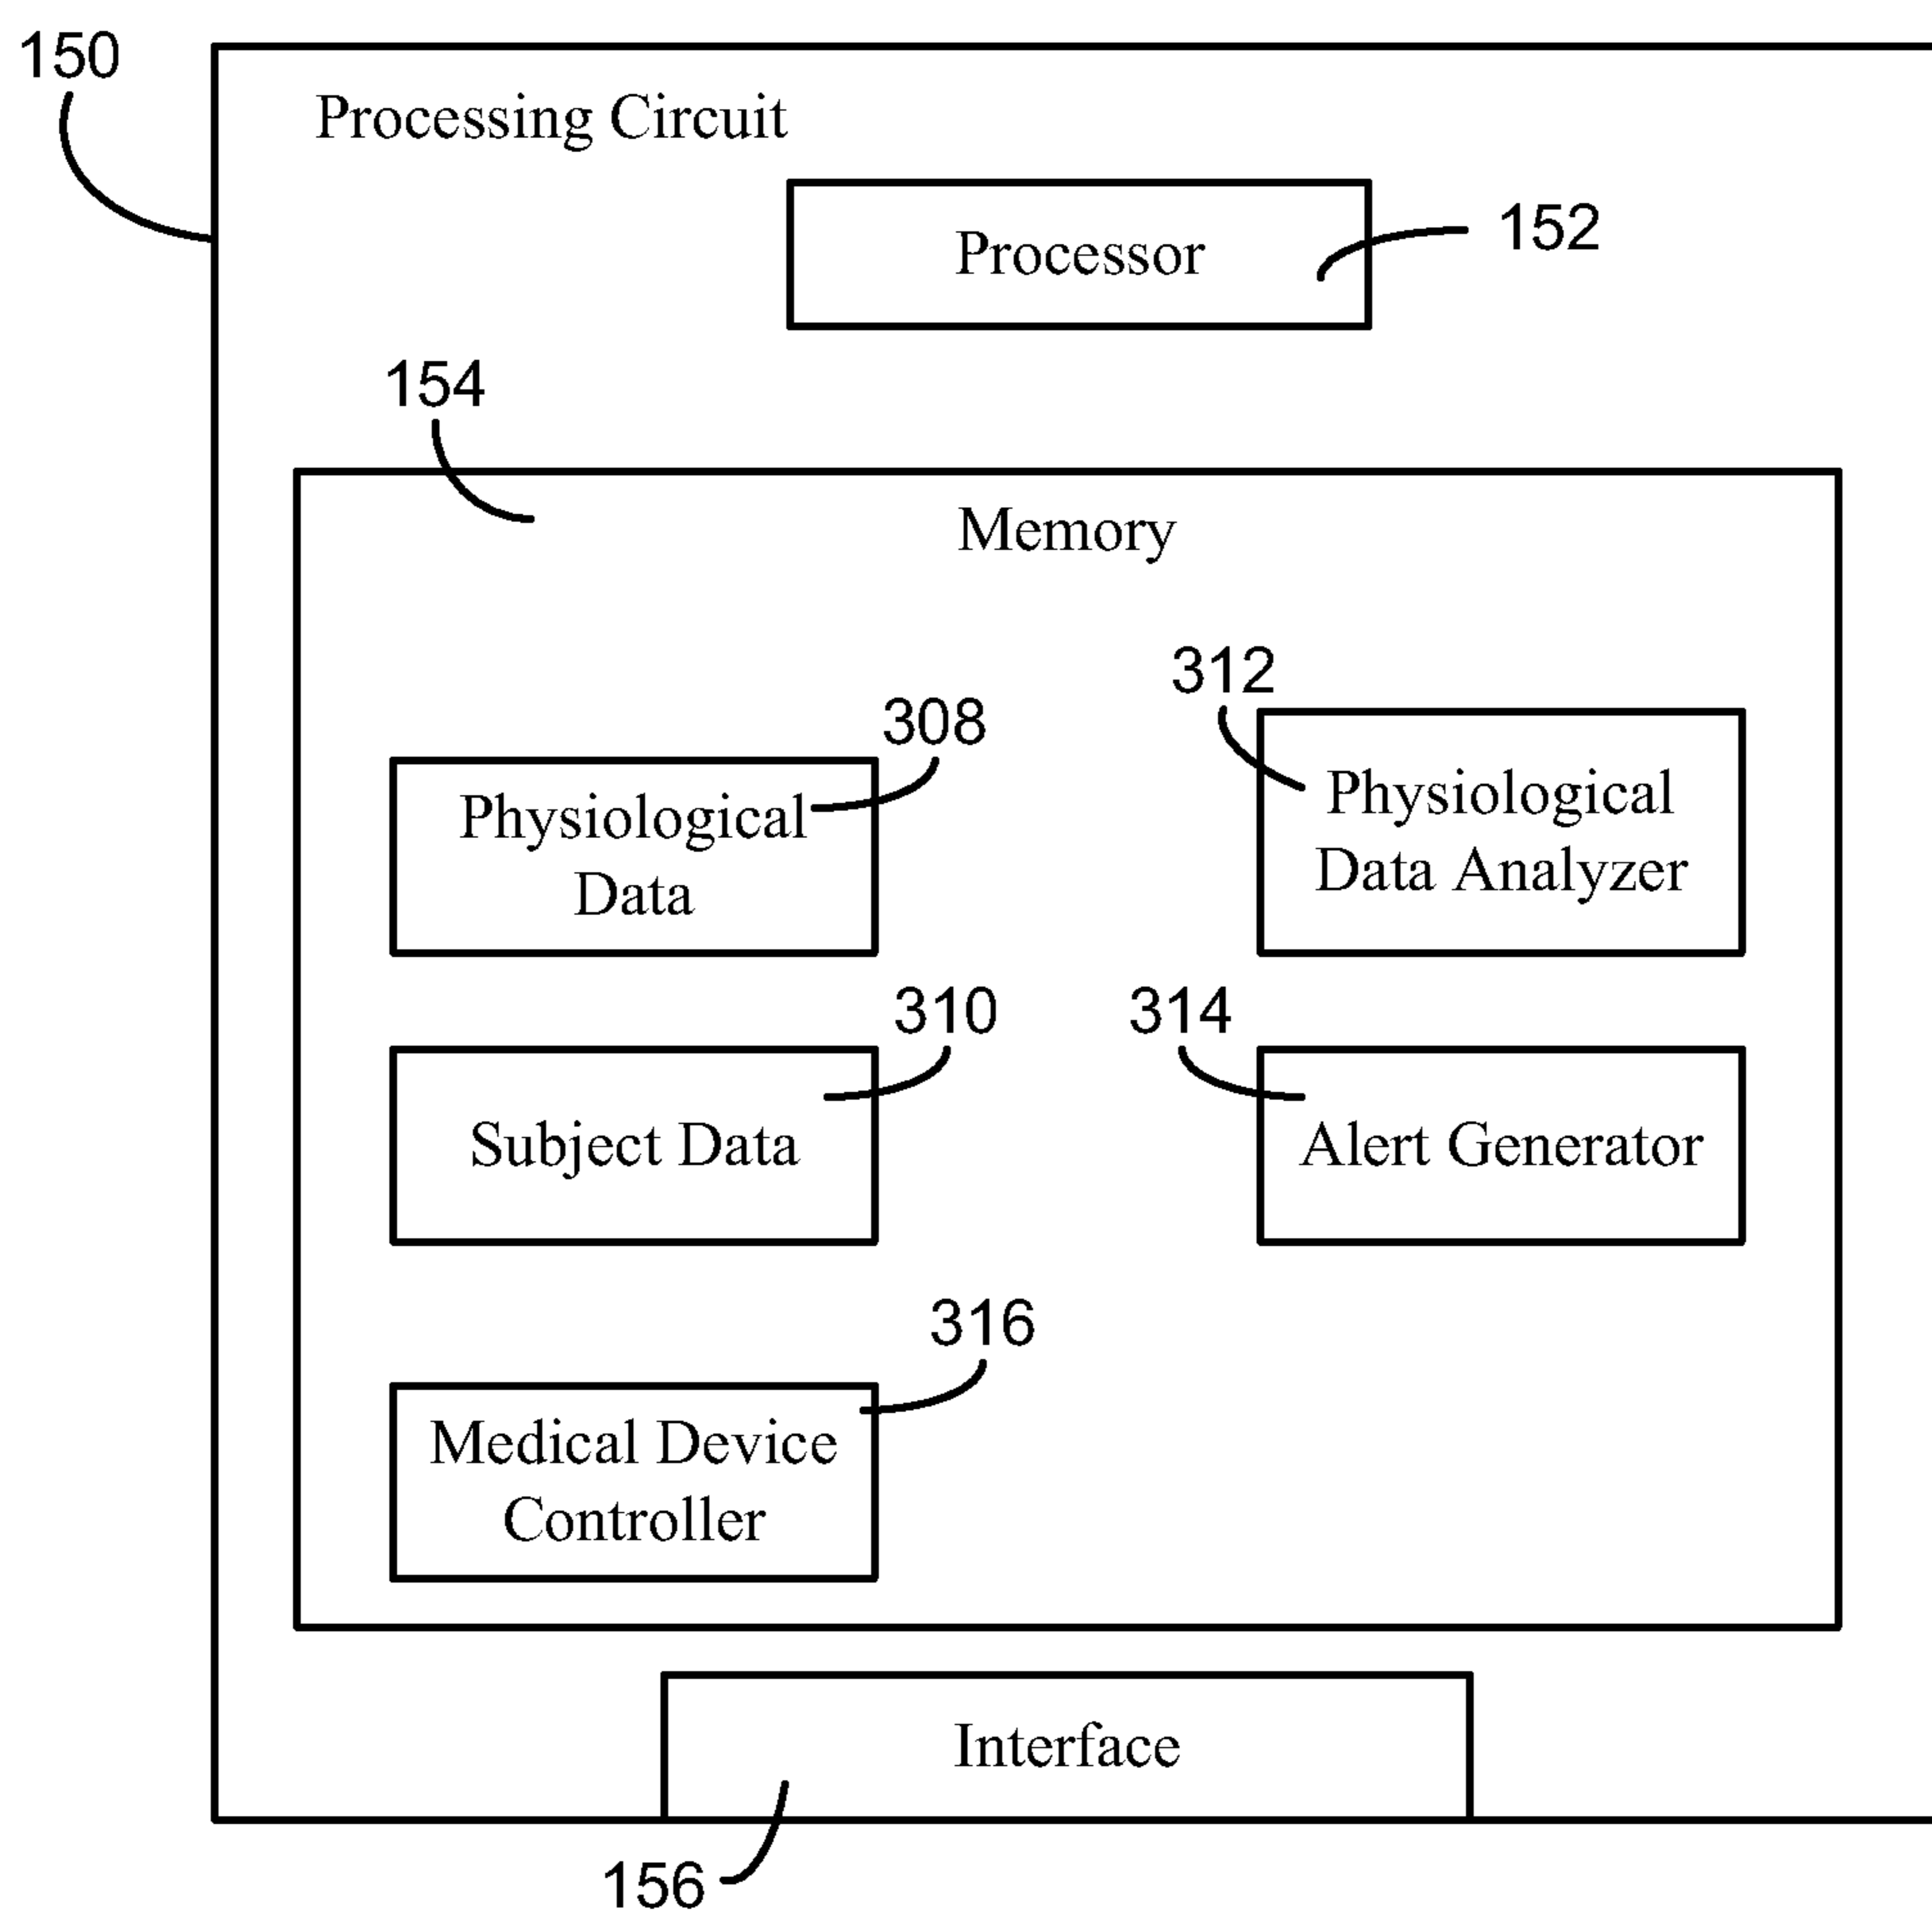 150
Processing Circuit
Processor
152
154
Memory
312
308
Physiological
Data
Physiological
Data Analyzer
310
314
Subject Data
Alert Generator
316
Medical Device
Controller
Interface
156